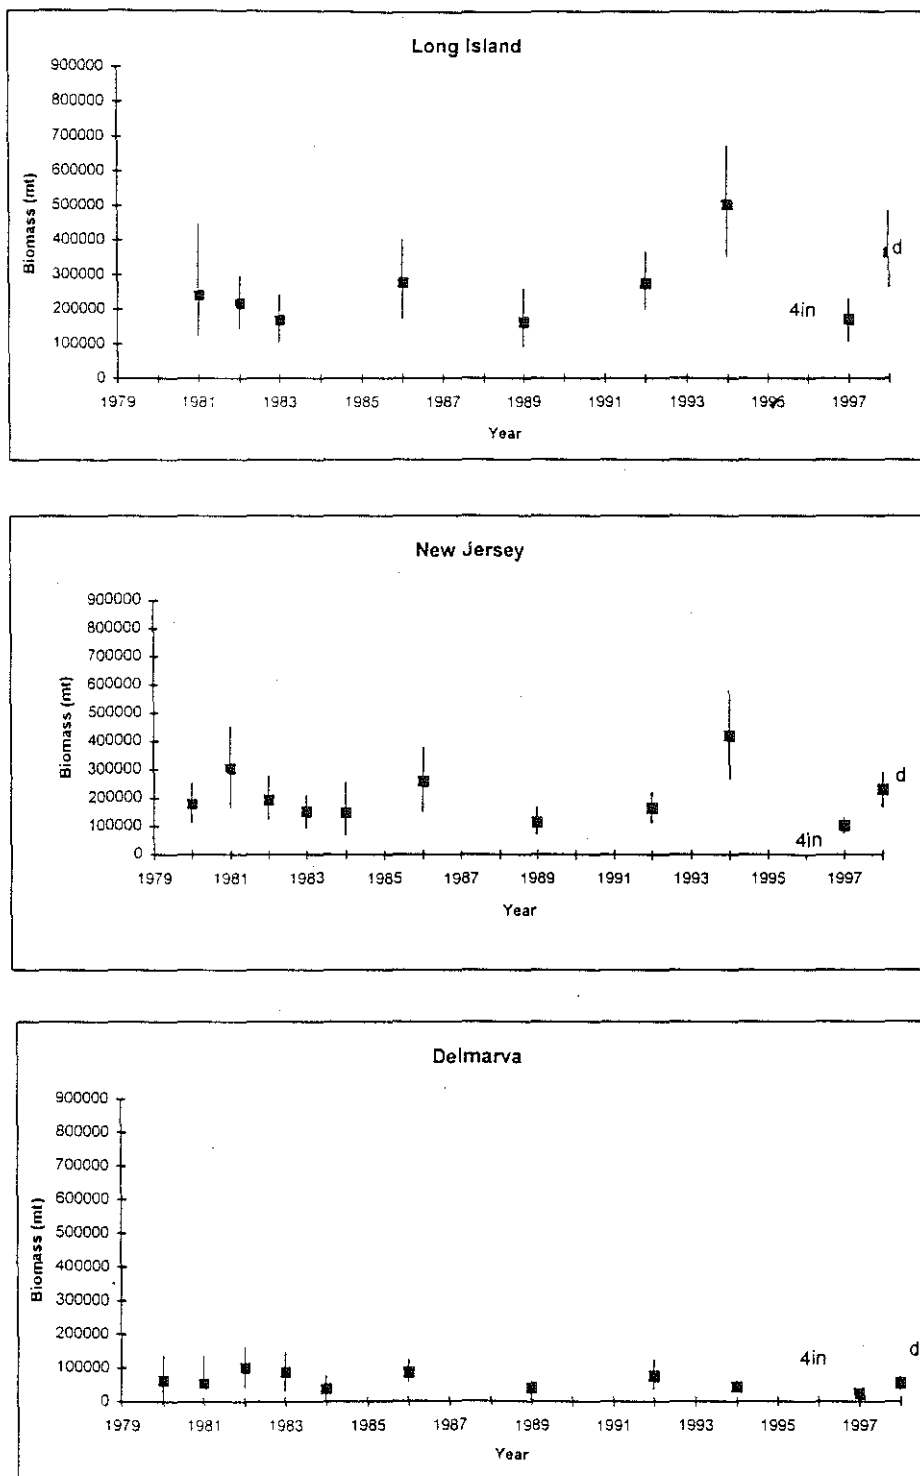 Long Island
900000
800000
700000
600000
500000
400000
300000
200000
100000
0
Biomass (mt)
d
4in
1979 1981 1983 1985 1987 1989 1991 1993 1995 1997
Year
New Jersey
900000
800000
700000
600000
500000
400000
300000
200000
100000
0
Biomass (mt)
d
4in
1979 1981 1983 1985 1987 1989 1991 1993 1995 1997
Year
Delmarva
900000
800000
700000
600000
500000
400000
300000
200000
100000
0
Biomass (mt)
4in
d
1979 1981 1983 1985 1987 1989 1991 1993 1995 1997
Year